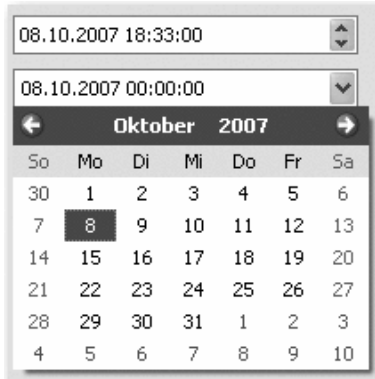 08.10.2007 18:33:00
08.10.2007 00:00:00
Oktober 2007
So Mo Di Mi Do Fr Sa
30 1 2 3 4 5 6
7 8 9 10 11 12 13
14 15 16 17 18 19 20
21 22 23 24 25 26 27
28 29 30 31 1 2 3
4 5 6 7 8 9 10